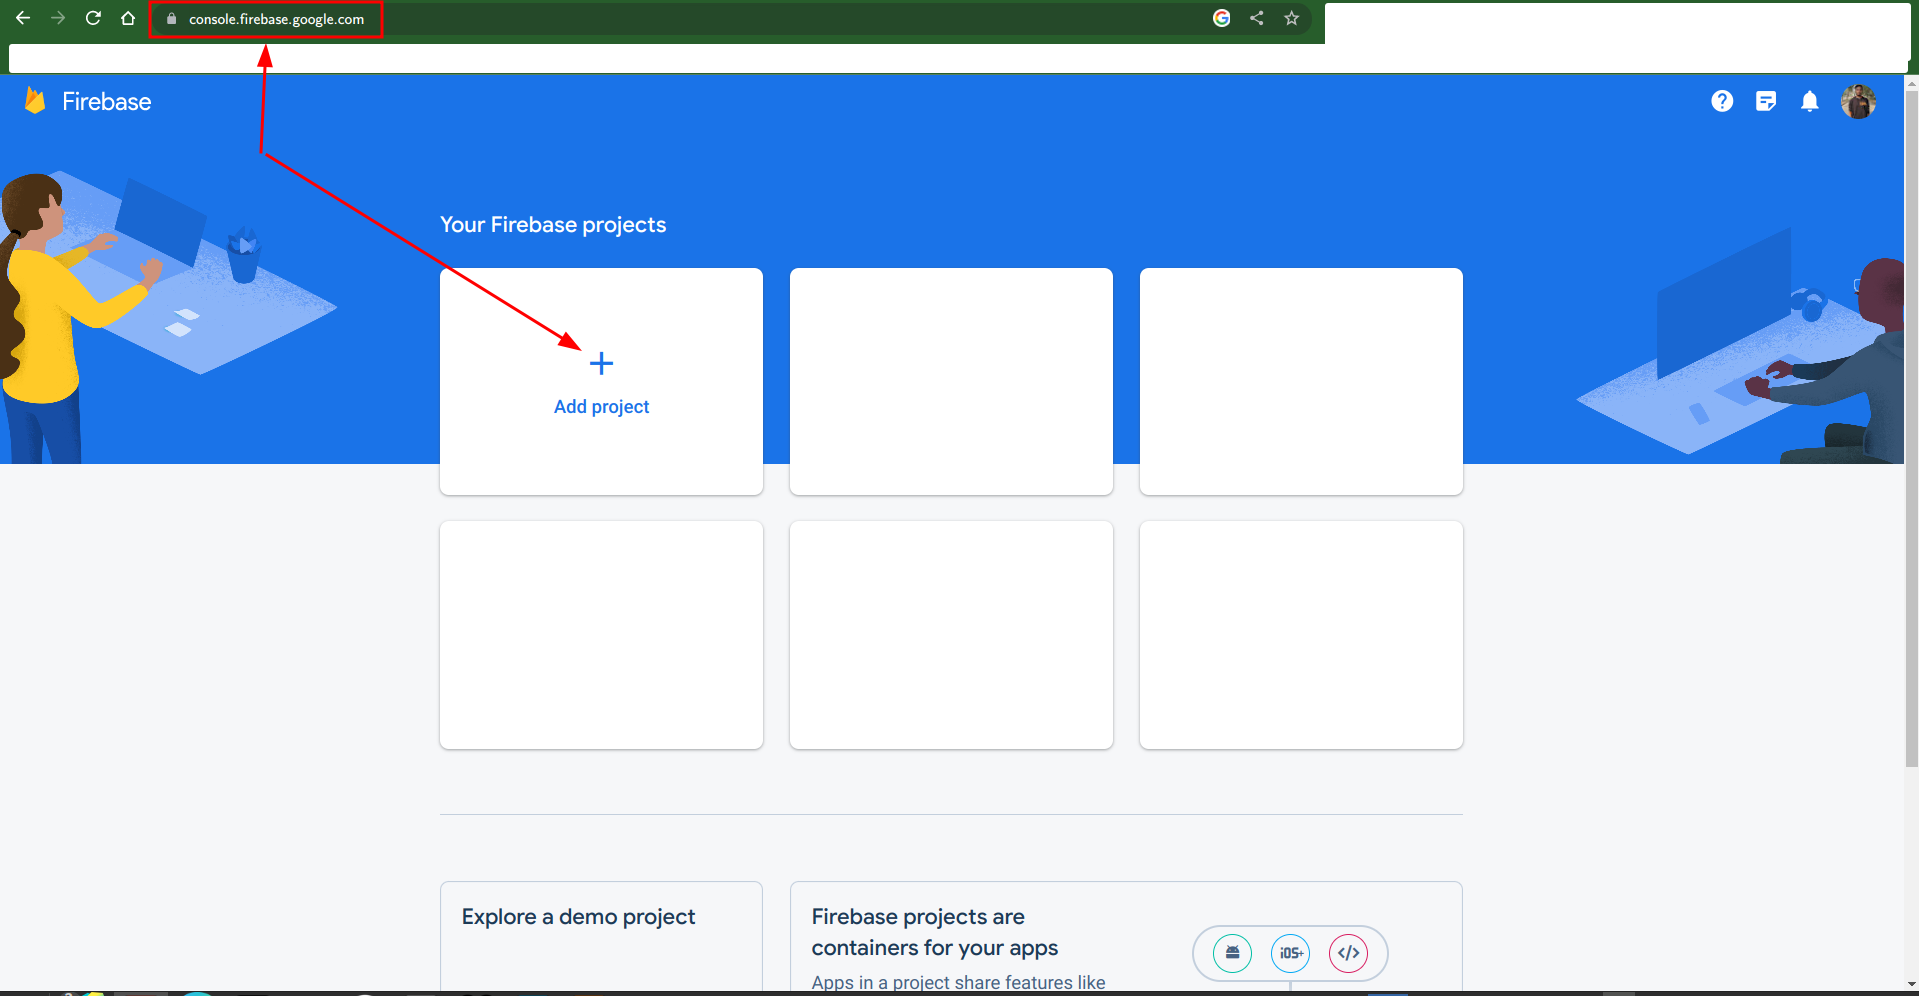 console.firebase.google.com
Firebase
Your Firebase projects
Add project
Explore a demo project
Firebase projects are
containers for your apps
Apps in a project share features like
iOS+